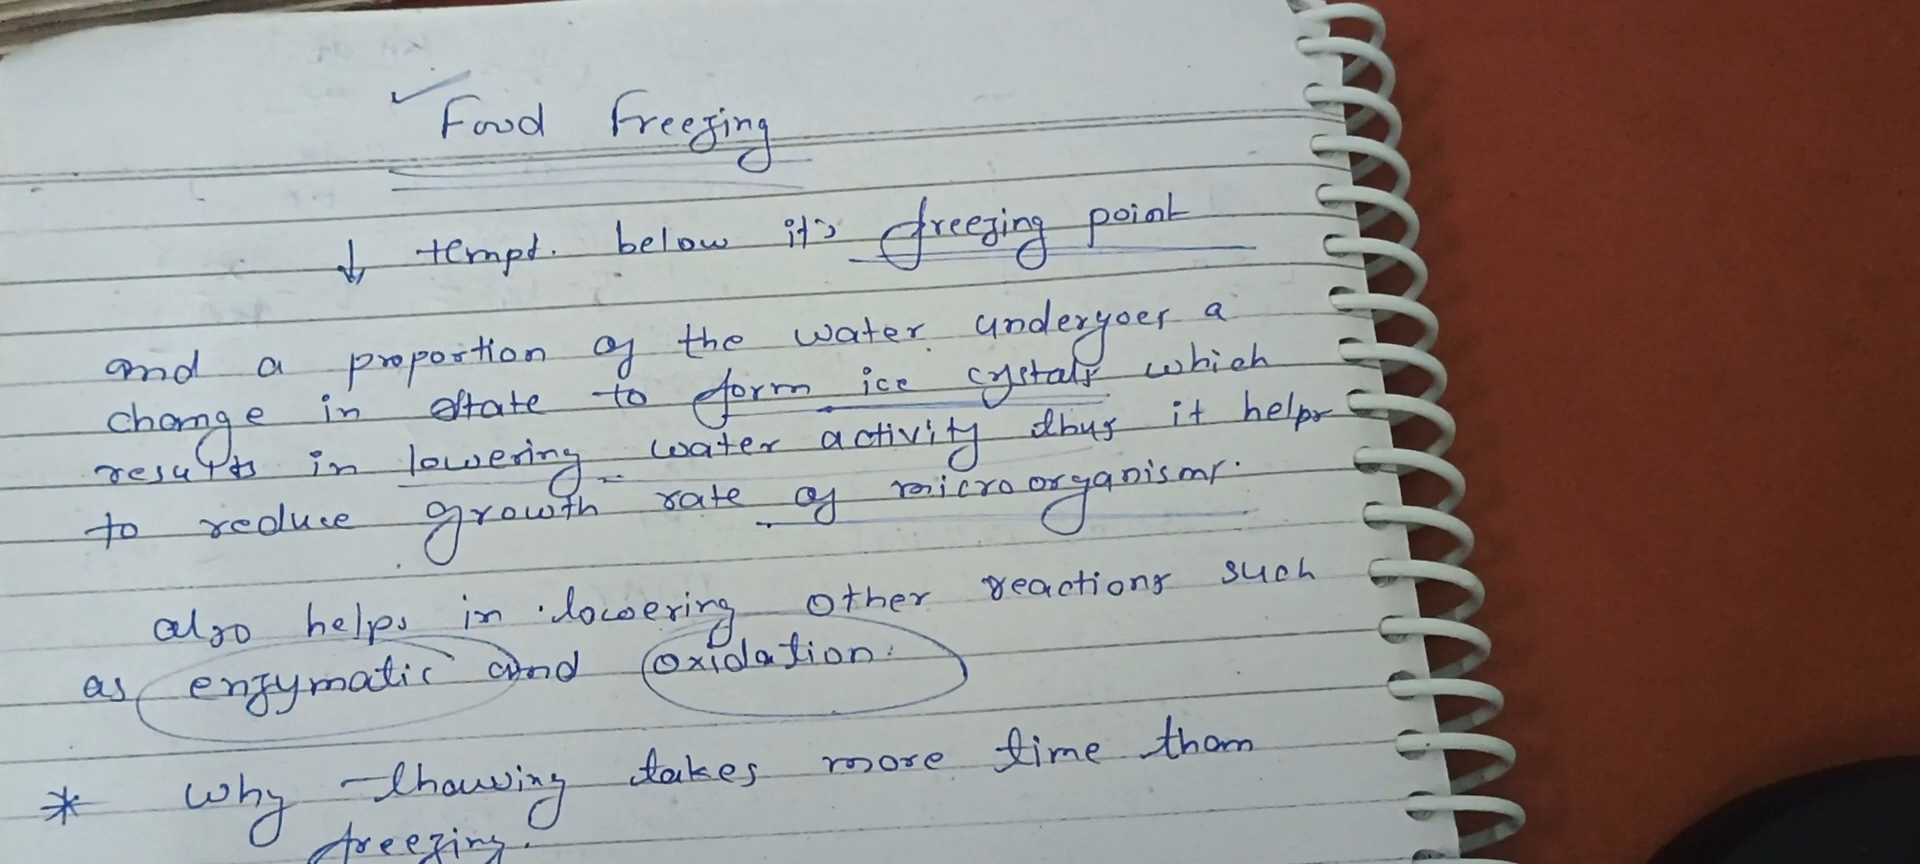 Food Freezing
↓ tempt. below it's freezing point
and a proportion of the water undergoes a
change in state to form ice crystals which
results in lowering water activity thus it helps
to reduce growth rate of microorganisms.
also helps in lowering other reactions such
as enzymatic and oxidation.
* Why thawing takes more time than
freezing.